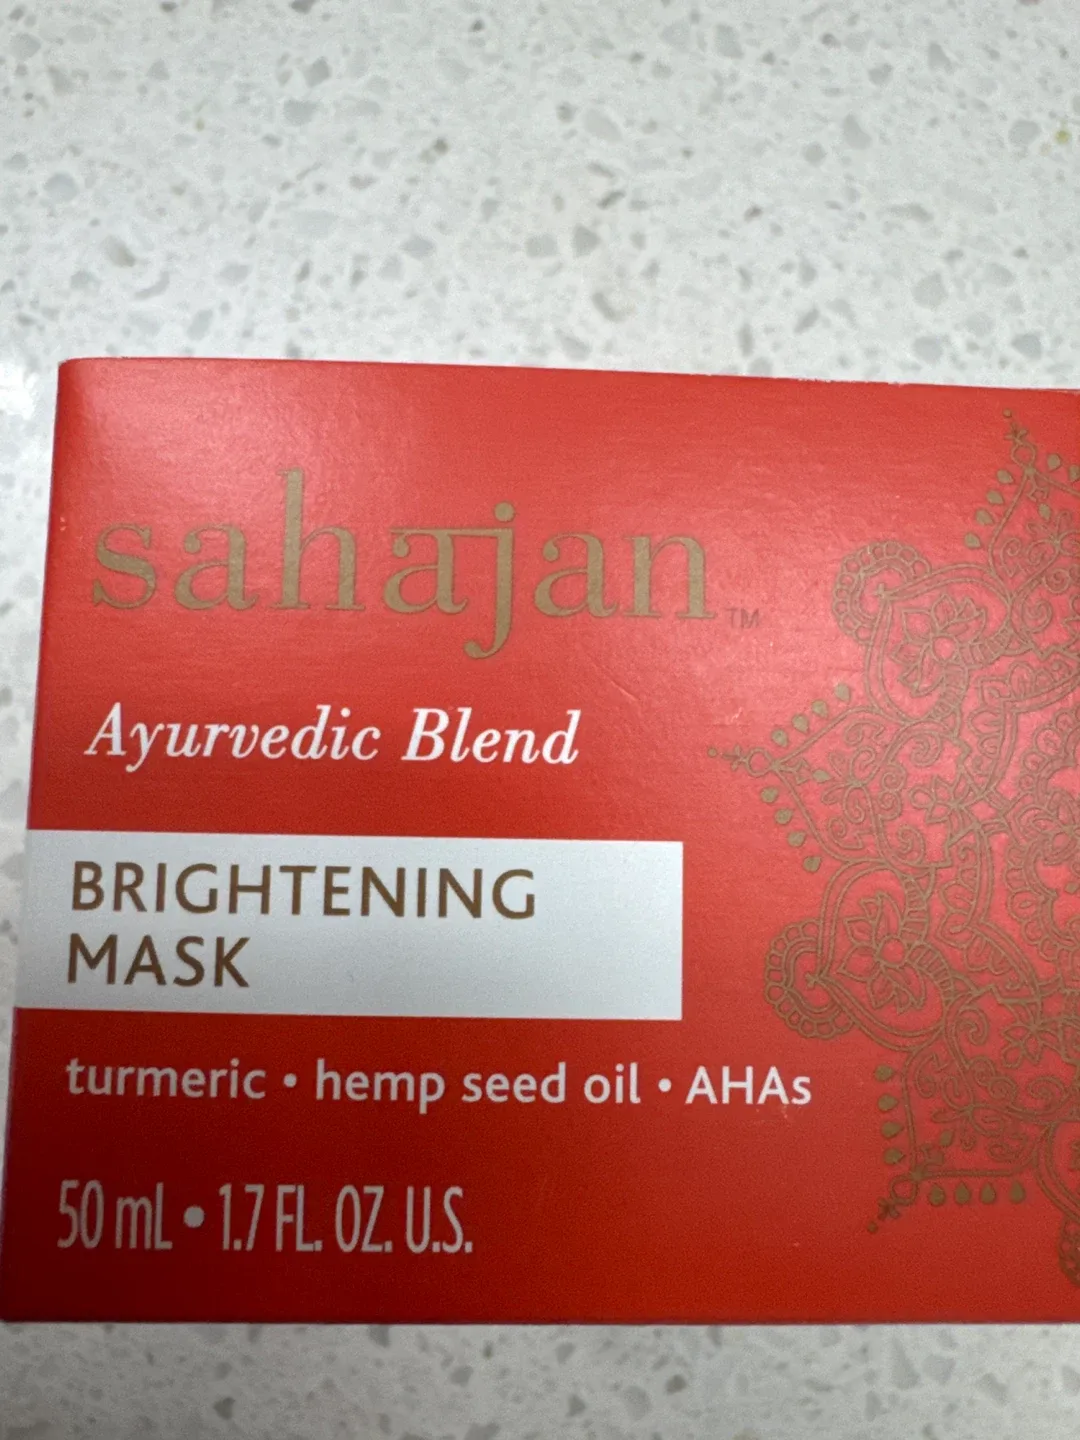 sahajan™
Ayurvedic Blend
BRIGHTENING
MASK
turmeric • hemp seed oil • AHAs
50 mL • 1.7 FL. OZ. U.S.